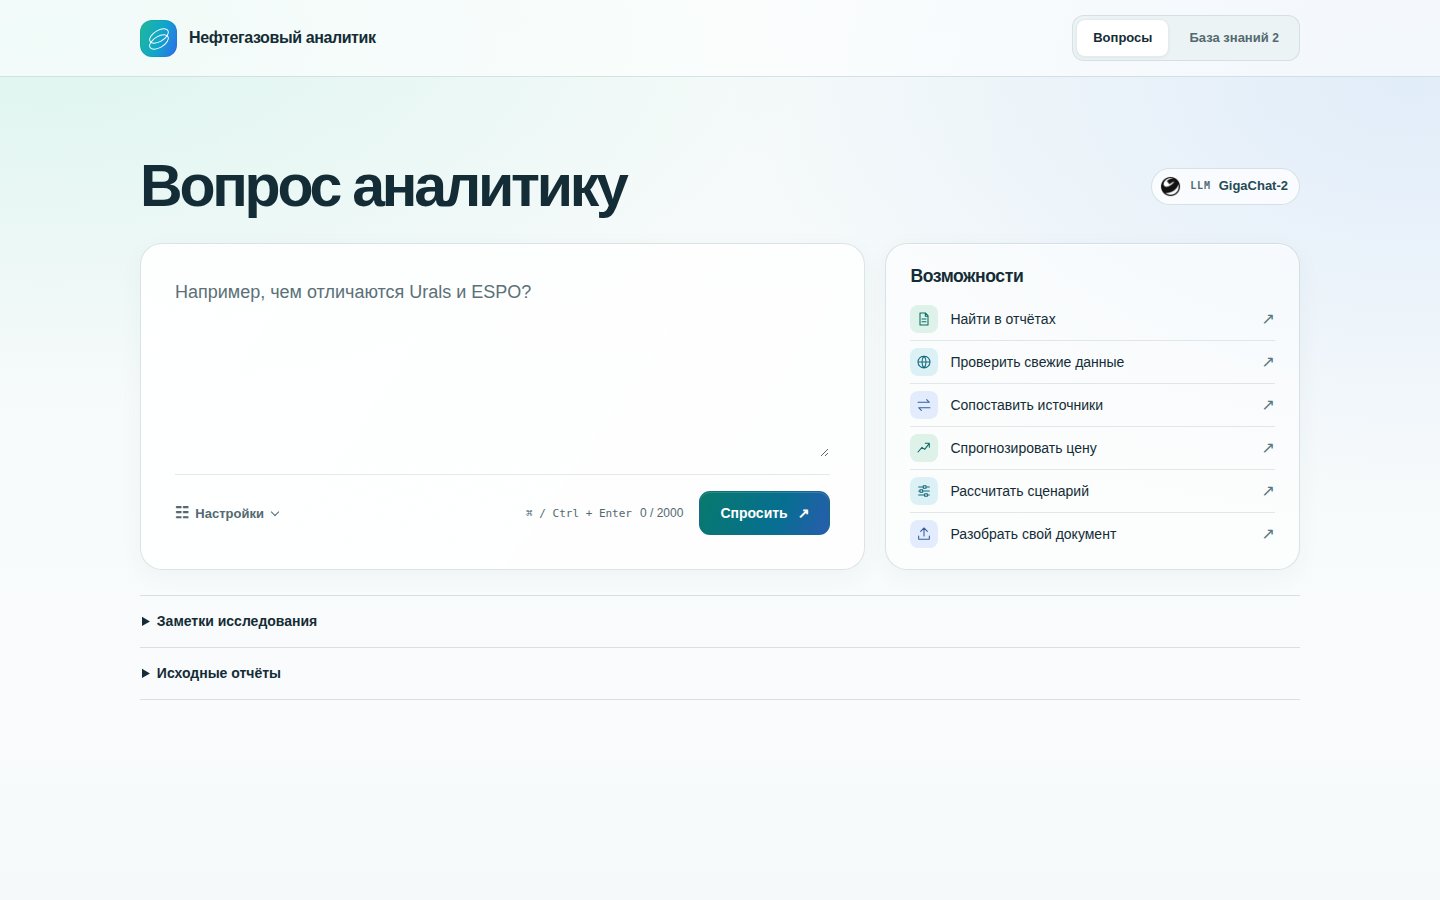 Нефтегазовый аналитик
Вопросы
База знаний 2
Вопрос аналитику
LLM GigaChat-2
Например, чем отличаются Urals и ESPO?
Настройки
⌘ / Ctrl + Enter 0 / 2000
Спросить ↗
Возможности
Найти в отчётах ↗
Проверить свежие данные ↗
Сопоставить источники ↗
Спрогнозировать цену ↗
Рассчитать сценарий ↗
Разобрать свой документ ↗
Заметки исследования
Исходные отчёты